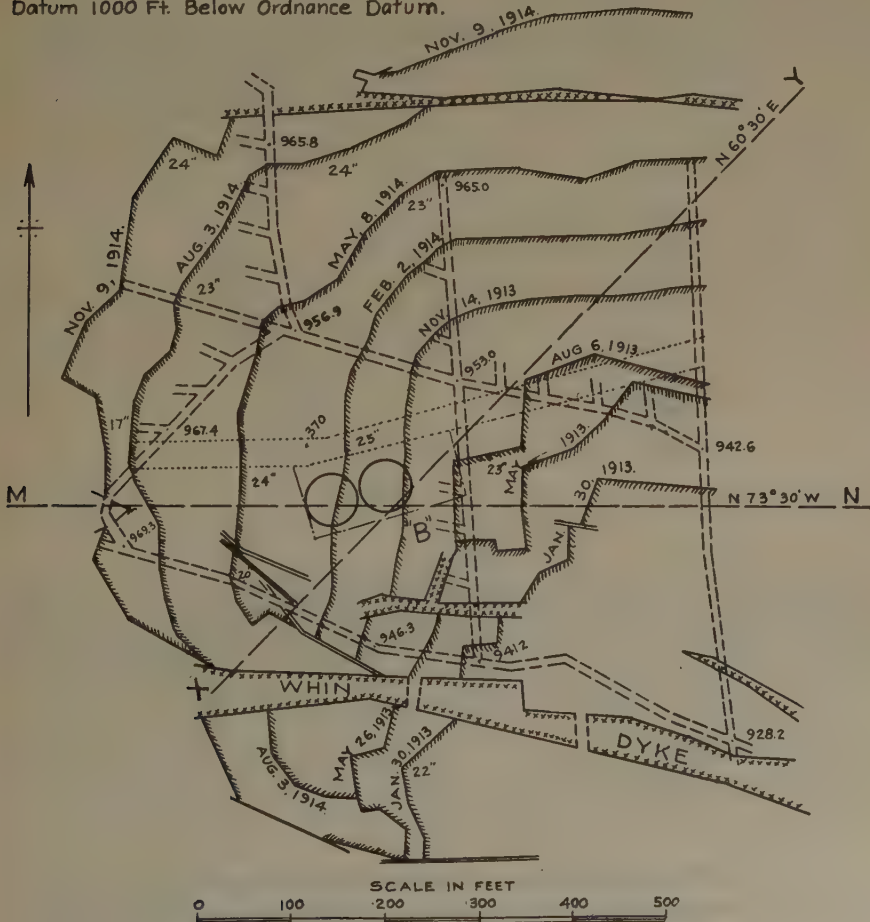 Datum 1000 Ft. Below Ordnance Datum.
NOV. 9, 1914.
Y
N 60° 30' E
965.8
24"
24"
AUG. 3, 1914.
MAY, 8, 1914.
23"
965.0
FEB. 2, 1914
NOV. 9, 1914.
23"
NOV. 14, 1913
956.9
AUG 6, 1913.
953.0
17"
967.4
370
25"
1913.
942.6
24"
23"
MAY
30, 1913.
M
N 73° 30' W
N
"B"
JAN
969.3
20
946.3
941.2
X
WHIN
DYKE
928.2
AUG. 3, 1914.
MAY 26, 1913
JAN. 30, 1913
22"
SCALE IN FEET
0 100 200 300 400 500